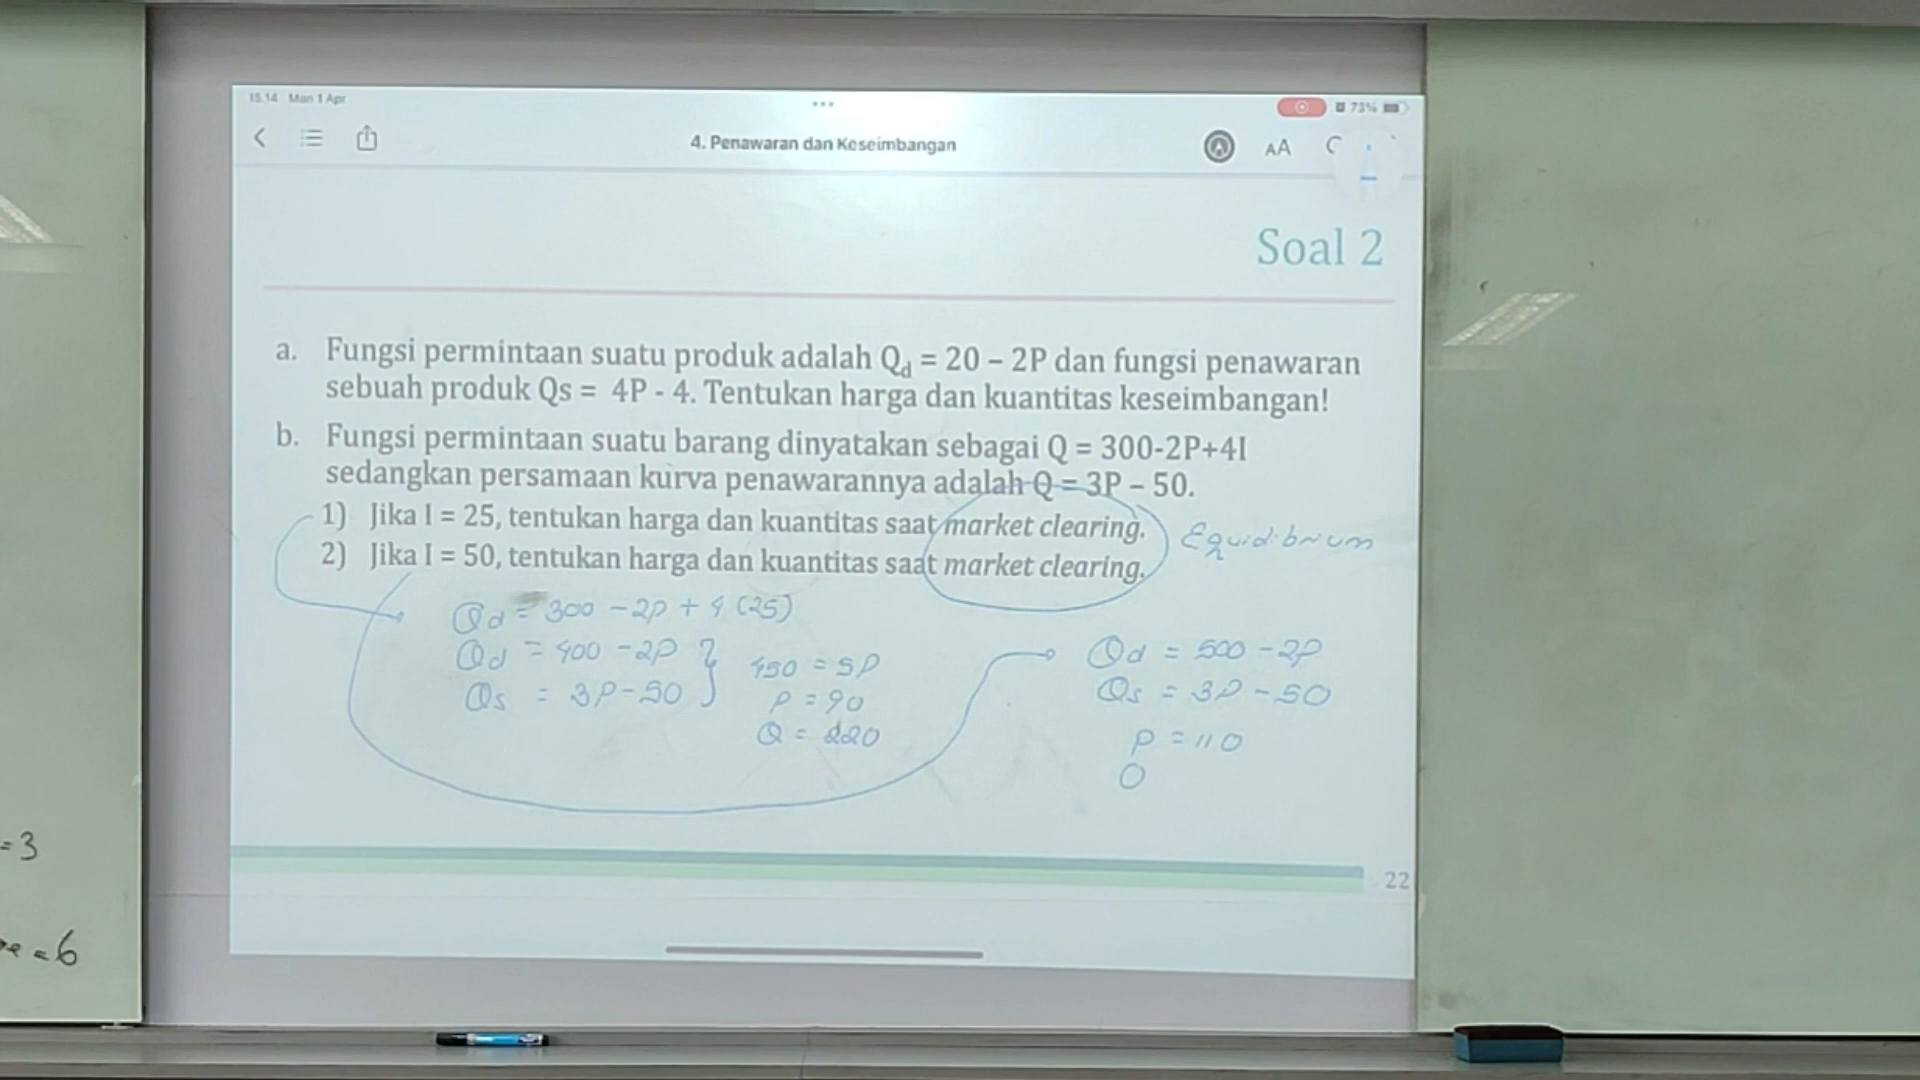 15.14 Mon 1 Apr
73%
4. Penawaran dan Keseimbangan
AA
Soal 2
a. Fungsi permintaan suatu produk adalah Qd = 20 – 2P dan fungsi penawaran
sebuah produk Qs = 4P - 4. Tentukan harga dan kuantitas keseimbangan!
b. Fungsi permintaan suatu barang dinyatakan sebagai Q = 300-2P+4I
sedangkan persamaan kurva penawarannya adalah Q = 3P – 50.
1) Jika I = 25, tentukan harga dan kuantitas saat market clearing.
2) Jika I = 50, tentukan harga dan kuantitas saat market clearing.
Equidibrium
Qd = 300 - 2P + 4 (25)
Qd = 400 - 2P
Qs = 3P - 50
450 = 5P
P = 90
Q = 220
Qd = 500 - 2P
Qs = 3P - 50
P = 110
Q
22
= 3
= 6